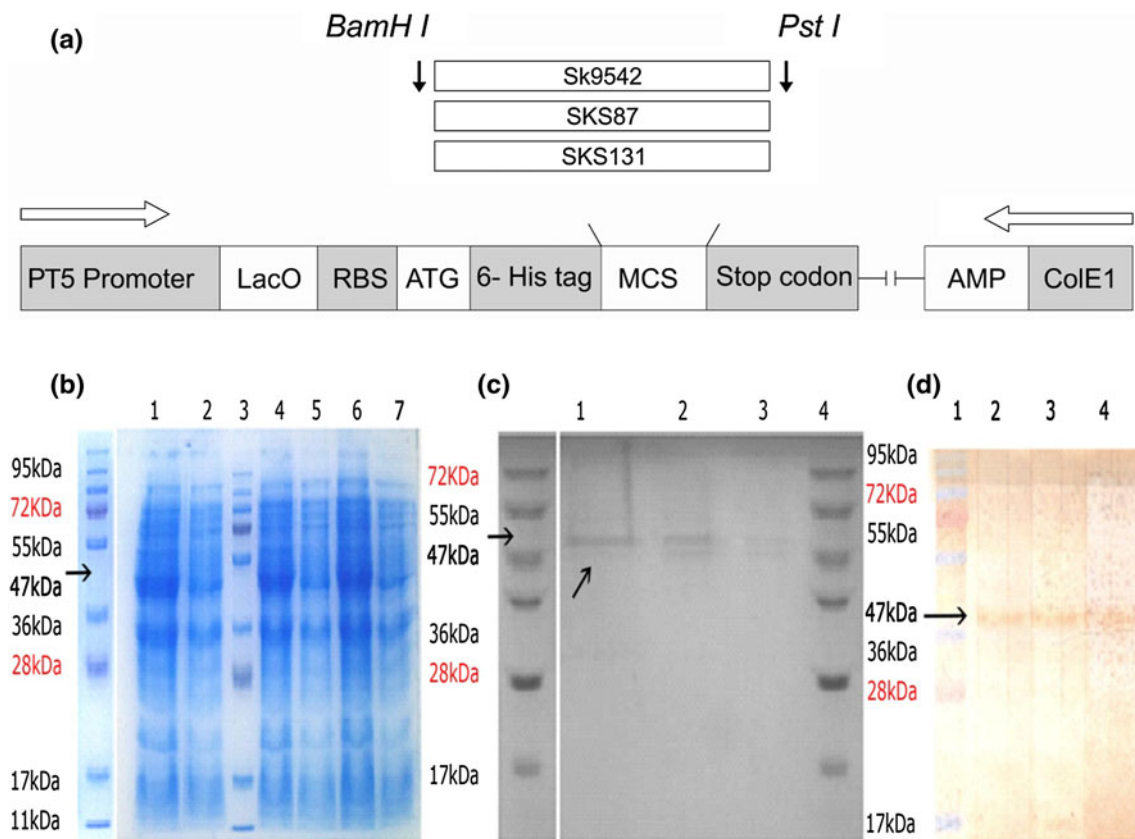 (a)
BamH I
Pst I
Sk9542
SKS87
SKS131
PT5 Promoter LacO RBS ATG 6- His tag MCS Stop codon AMP ColE1
(b)
1 2 3 4 5 6 7
95kDa
72KDa
55kDa
47kDa
36kDa
28kDa
17kDa
11kDa
(c)
1 2 3 4
72KDa
55kDa
47kDa
36kDa
28kDa
17kDa
(d)
1 2 3 4
95kDa
72KDa
55kDa
47kDa
36kDa
28kDa
17kDa